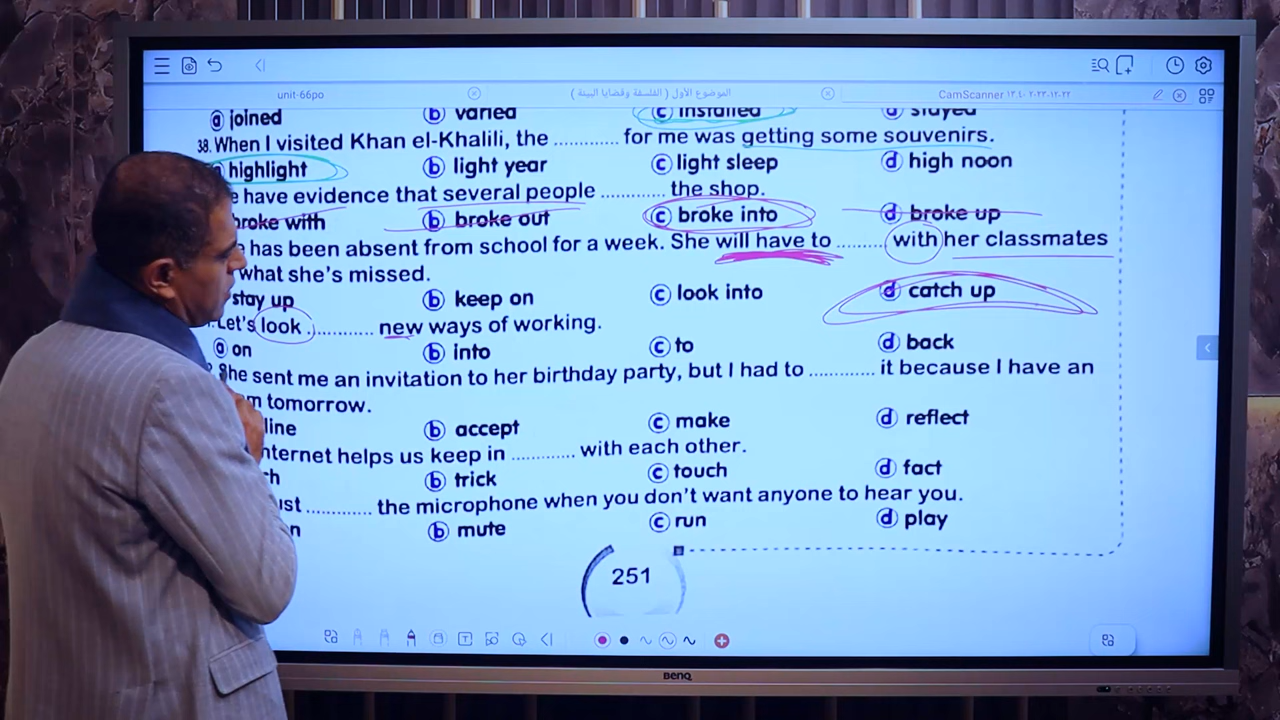 unit-66po
الموضوع الأول ( الفلسفة وقضايا البيئة )
CamScanner
a joined b varied c installed d stayed
38. When I visited Khan el-Khalili, the ............. for me was getting some souvenirs.
highlight b light year c light sleep d high noon
e have evidence that several people ............. the shop.
broke with b broke out c broke into d broke up
has been absent from school for a week. She will have to .......... with her classmates
what she's missed.
stay up b keep on c look into d catch up
Let's look ............. new ways of working.
a on b into c to d back
She sent me an invitation to her birthday party, but I had to ............. it because I have an
m tomorrow.
line b accept c make d reflect
nternet helps us keep in ............. with each other.
h b trick c touch d fact
ust ............. the microphone when you don't want anyone to hear you.
n b mute c run d play
251
BenQ